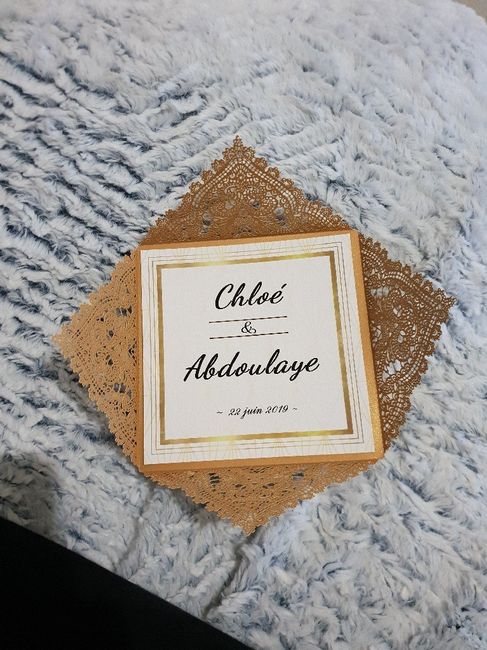 Chloé
&
Abdoulaye
~ 22 juin 2019 ~